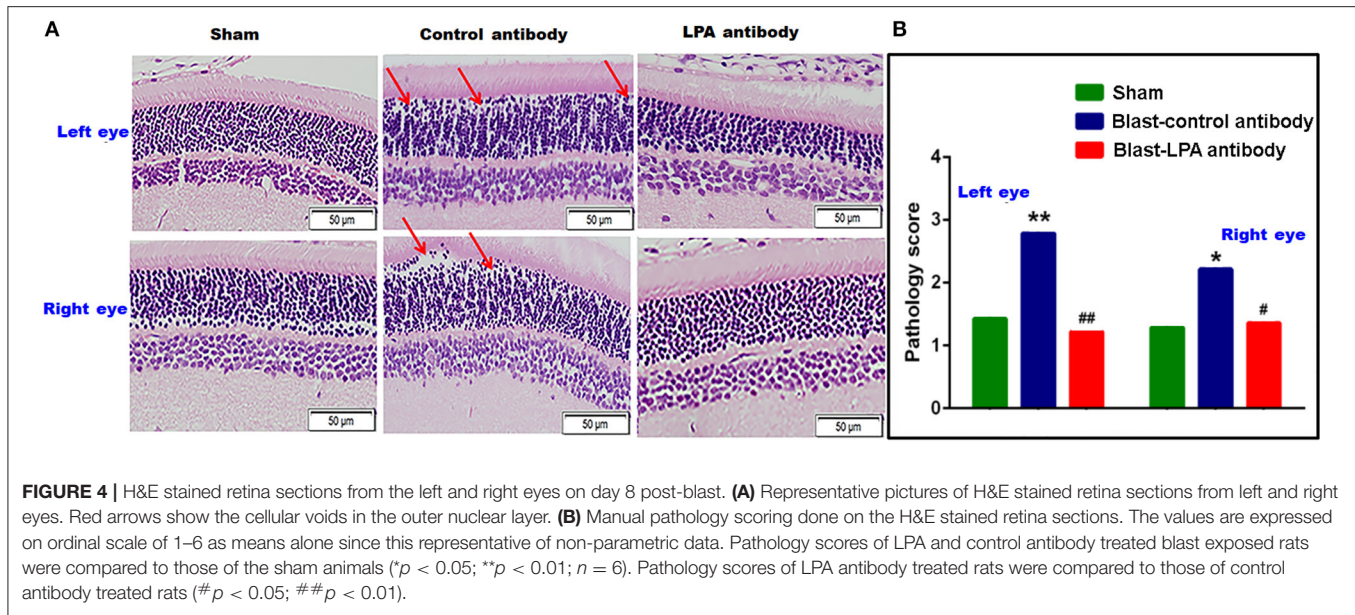 A
Sham
Control antibody
LPA antibody
Left eye
50 µm
50 µm
50 µm
Right eye
50 µm
50 µm
50 µm
B
Sham
Blast-control antibody
Blast-LPA antibody
Pathology score
4
3
2
1
0
Left eye
**
##
Right eye
*
#
FIGURE 4 | H&E stained retina sections from the left and right eyes on day 8 post-blast. (A) Representative pictures of H&E stained retina sections from left and right
eyes. Red arrows show the cellular voids in the outer nuclear layer. (B) Manual pathology scoring done on the H&E stained retina sections. The values are expressed
on ordinal scale of 1–6 as means alone since this representative of non-parametric data. Pathology scores of LPA and control antibody treated blast exposed rats
were compared to those of the sham animals (*p < 0.05; **p < 0.01; n = 6). Pathology scores of LPA antibody treated rats were compared to those of control
antibody treated rats (#p < 0.05; ##p < 0.01).